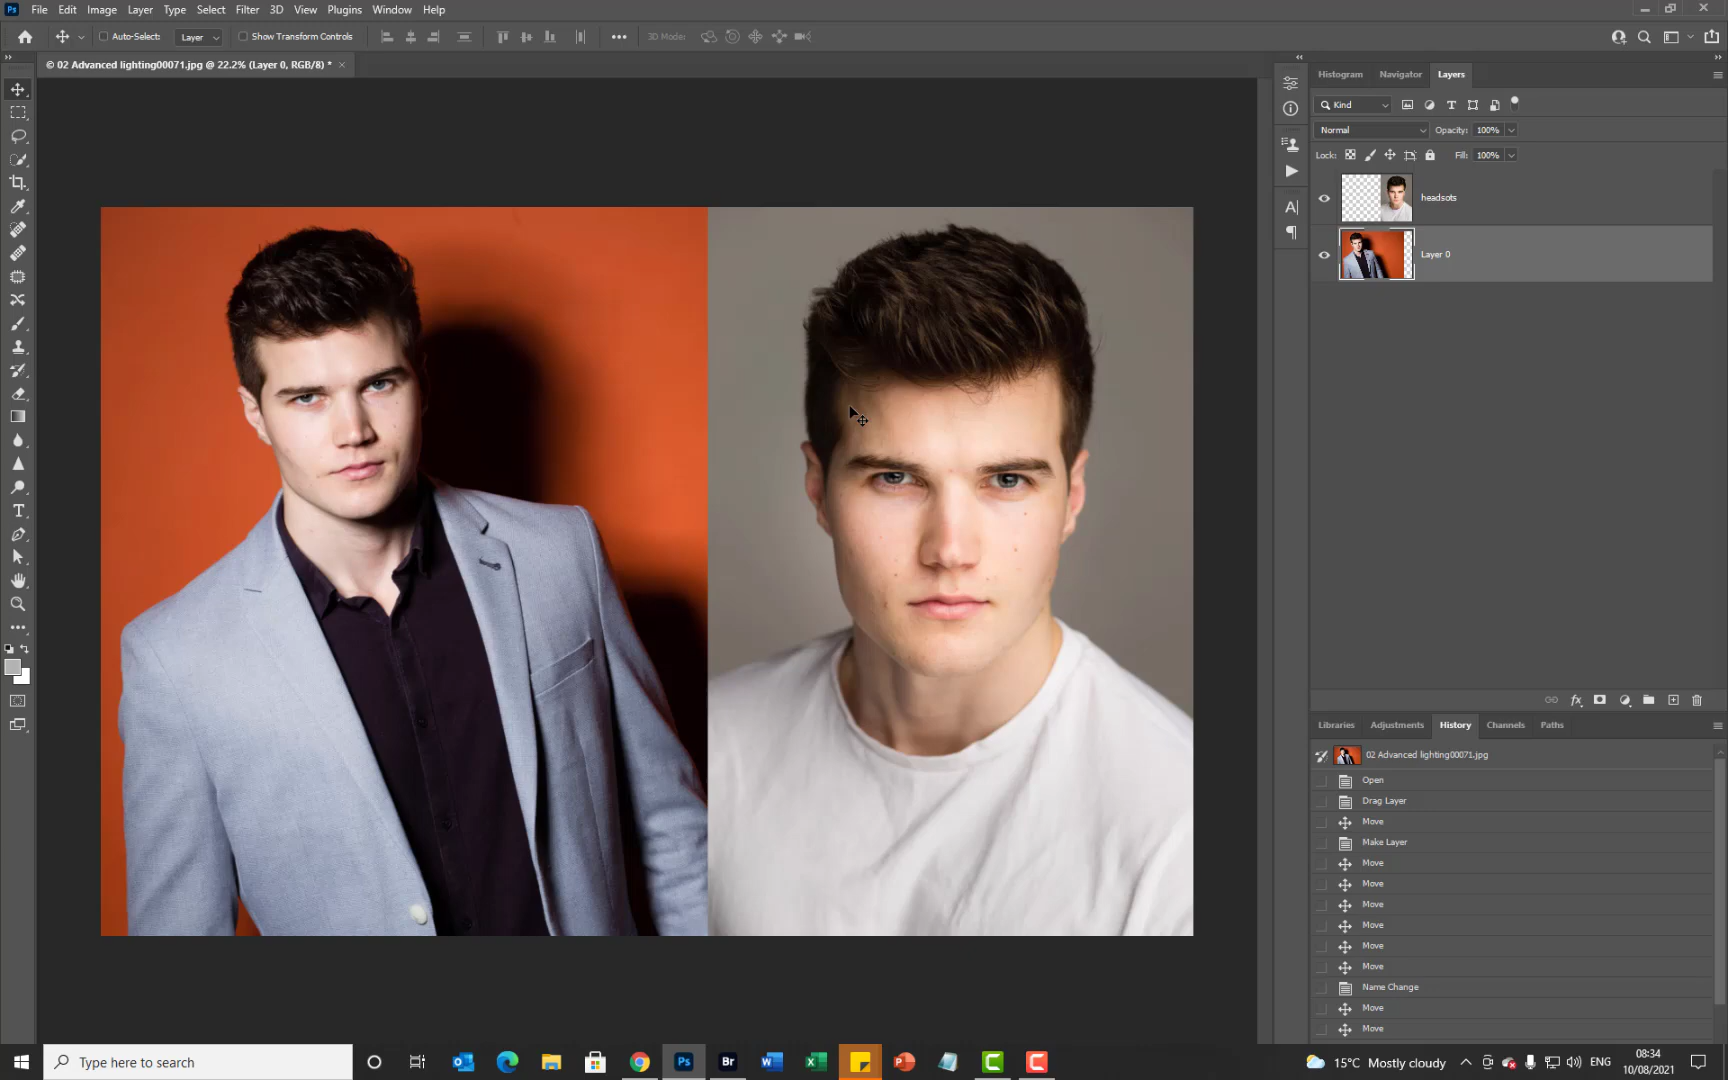 Ps File Edit Image Layer Type Select Filter 3D View Plugins Window Help
Auto-Select: Layer Show Transform Controls 3D Mode:
© 02 Advanced lighting00071.jpg @ 22.2% (Layer 0, RGB/8) * ×
Histogram Navigator Layers
Kind
Normal Opacity: 100%
Lock: Fill: 100%
headsots
Layer 0
Libraries Adjustments History Channels Paths
02 Advanced lighting00071.jpg
Open
Drag Layer
Move
Make Layer
Move
Move
Move
Move
Move
Move
Name Change
Move
Move
Type here to search
Ps Br
15°C Mostly cloudy
ENG
08:34
10/08/2021